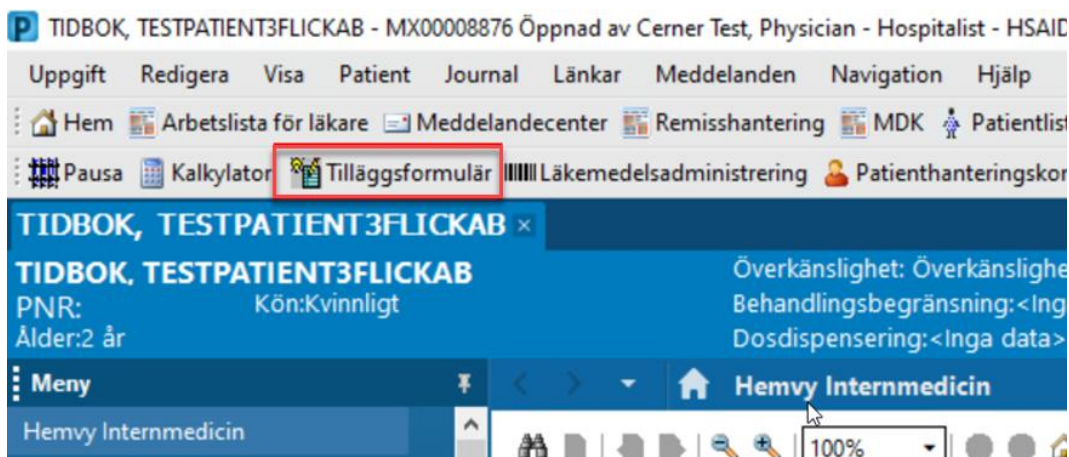 TIDBOK, TESTPATIENT3FLICKAB - MX00008876 Öppnad av Cerner Test, Physician - Hospitalist - HSAID
Uppgift Redigera Visa Patient Journal Länkar Meddelanden Navigation Hjälp
Hem Arbetslista för läkare Meddelandecenter Remisshantering MDK Patientlist
Pausa Kalkylator Tilläggsformulär Läkemedelsadministrering Patienthanteringskon
TIDBOK, TESTPATIENT3FLICKAB ×
TIDBOK, TESTPATIENT3FLICKAB Överkänslighet: Överkänslighe
PNR: Kön:Kvinnligt Behandlingsbegränsning:<Ing
Ålder:2 år Dosdispensering:<Inga data>
Meny Hemvy Internmedicin
Hemvy Internmedicin 100%